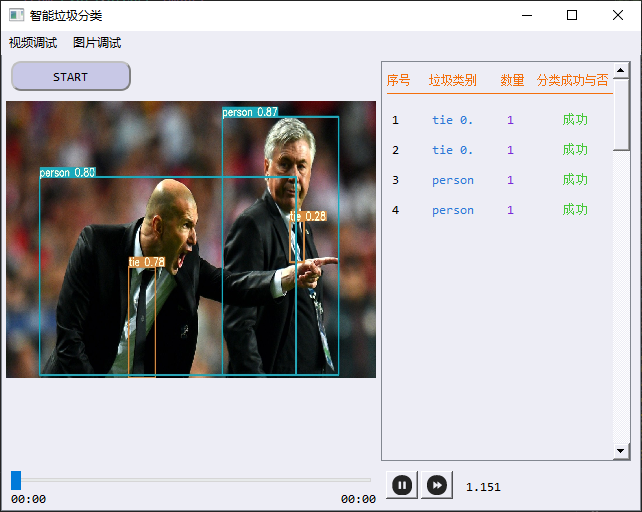 智能垃圾分类
视频调试 图片调试
START
person 0.87
person 0.80
tie 0.28
tie 0.78
序号 垃圾类别 数量 分类成功与否
1 tie 0. 1 成功
2 tie 0. 1 成功
3 person 1 成功
4 person 1 成功
00:00 00:00
1.151